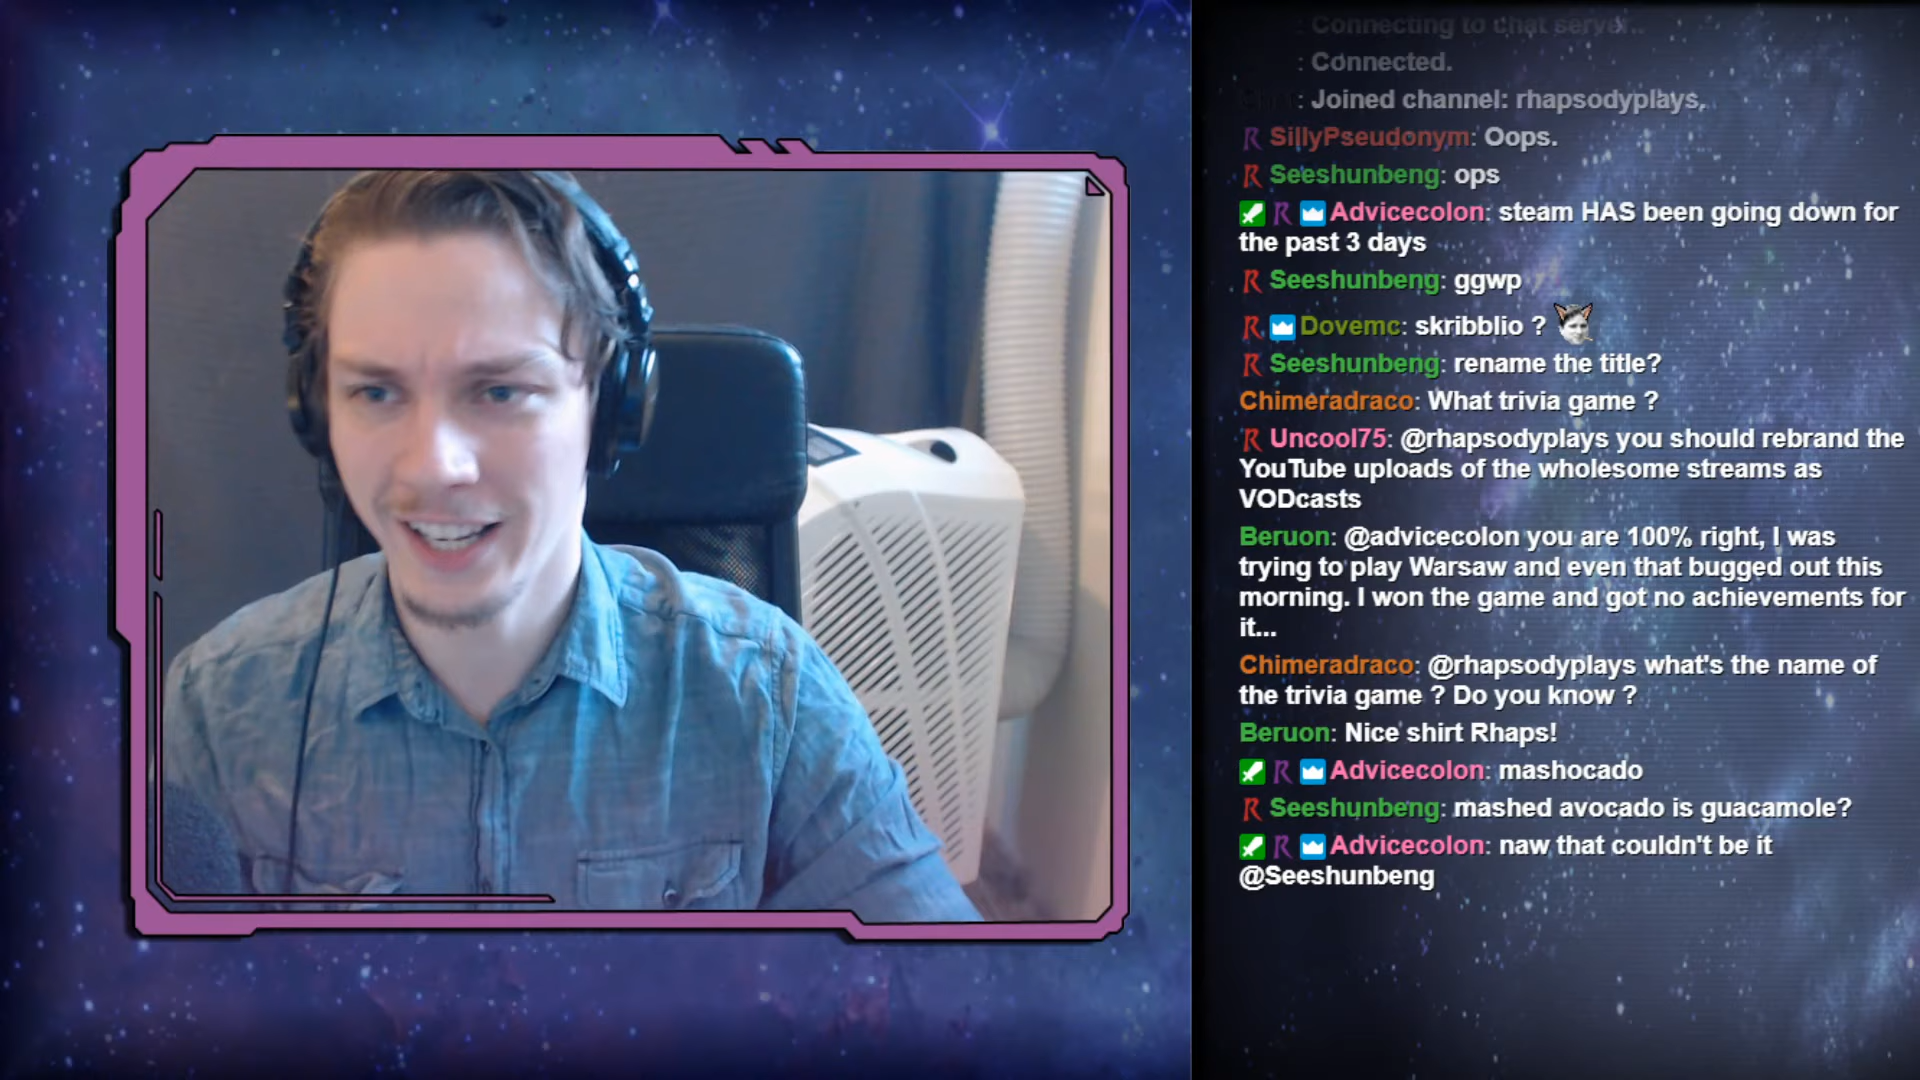 : Connecting to chat server..
: Connected.
: Joined channel: rhapsodyplays.
R SillyPseudonym: Oops.
R Seeshunbeng: ops
R Advicecolon: steam HAS been going down for
the past 3 days
R Seeshunbeng: ggwp
R Dovemc: skribblio ?
R Seeshunbeng: rename the title?
Chimeradraco: What trivia game ?
R Uncool75: @rhapsodyplays you should rebrand the
YouTube uploads of the wholesome streams as
VODcasts
Beruon: @advicecolon you are 100% right, I was
trying to play Warsaw and even that bugged out this
morning. I won the game and got no achievements for
it...
Chimeradraco: @rhapsodyplays what's the name of
the trivia game ? Do you know ?
Beruon: Nice shirt Rhaps!
R Advicecolon: mashocado
R Seeshunbeng: mashed avocado is guacamole?
R Advicecolon: naw that couldn't be it
@Seeshunbeng